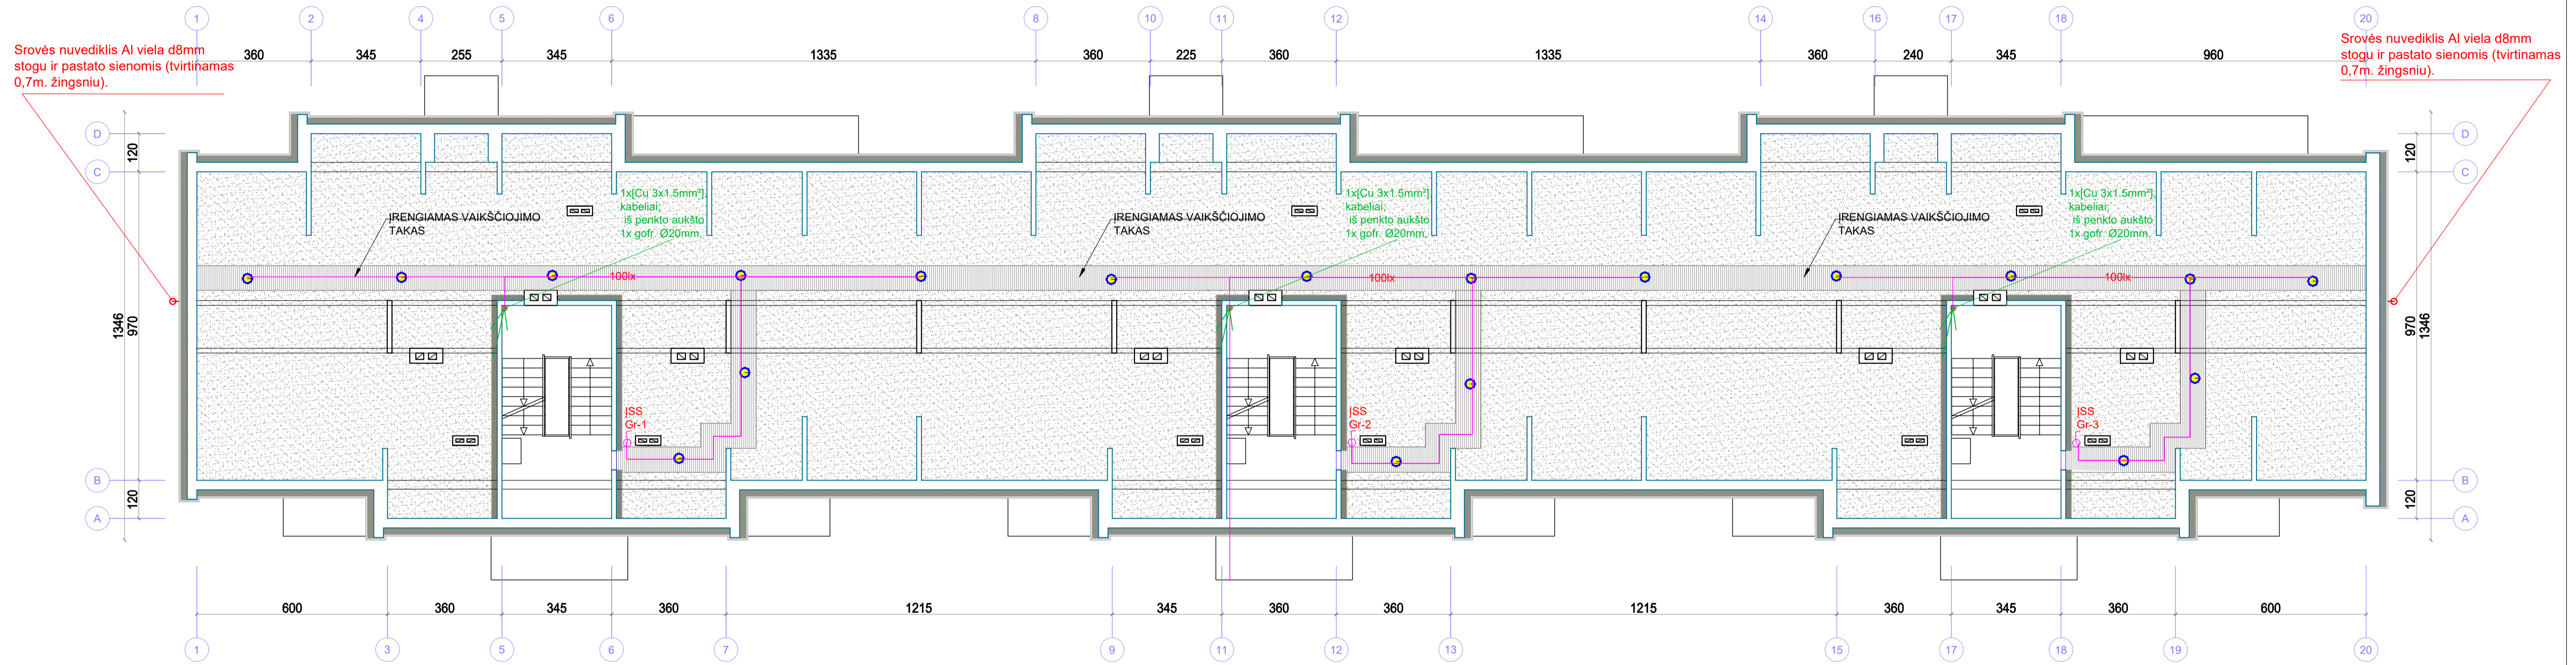 1 2 4 5 6 8 10 11 12 14 16 17 18 20
Srovės nuvediklis Al viela d8mm
stogu ir pastato sienomis (tvirtinamas
0,7m. žingsniu).
360 345 255 345 1335 360 225 360 1335 360 240 345 960
Srovės nuvediklis Al viela d8mm
stogu ir pastato sienomis (tvirtinamas
0,7m. žingsniu).
D
120
C
D
120
C
1x[Cu 3x1.5mm²],
kabeliai;
iš penkto aukšto
1x gofr. Ø20mm.
1x[Cu 3x1.5mm²],
kabeliai;
iš penkto aukšto
1x gofr. Ø20mm.
1x[Cu 3x1.5mm²],
kabeliai;
iš penkto aukšto
1x gofr. Ø20mm.
ĮRENGIAMAS VAIKŠČIOJIMO
TAKAS
ĮRENGIAMAS VAIKŠČIOJIMO
TAKAS
ĮRENGIAMAS VAIKŠČIOJIMO
TAKAS
100lx
100lx
100lx
1346
970
970
1346
ĮSS
Gr-1
ĮSS
Gr-2
ĮSS
Gr-3
B
120
A
B
120
A
600 360 345 360 1215 345 360 360 1215 360 345 360 600
1 3 5 6 7 9 11 12 13 15 17 18 19 20